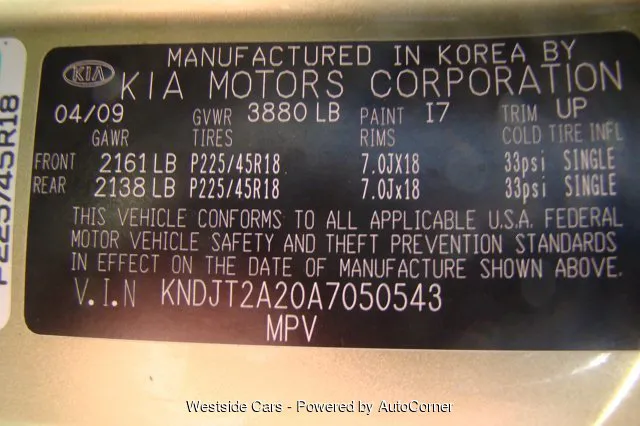 MANUFACTURED IN KOREA BY
KIA KIA MOTORS CORPORATION
04/09 GVWR 3880 LB PAINT I7 TRIM UP
GAWR TIRES RIMS COLD TIRE INFL
FRONT 2161 LB P225/45R18 7.0JX18 33psi SINGLE
REAR 2138 LB P225/45R18 7.0Jx18 33psi SINGLE
THIS VEHICLE CONFORMS TO ALL APPLICABLE U.S.A. FEDERAL
MOTOR VEHICLE SAFETY AND THEFT PREVENTION STANDARDS
IN EFFECT ON THE DATE OF MANUFACTURE SHOWN ABOVE.
V.I.N KNDJT2A20A7050543
MPV
P225/45R18
Westside Cars - Powered by AutoCorner